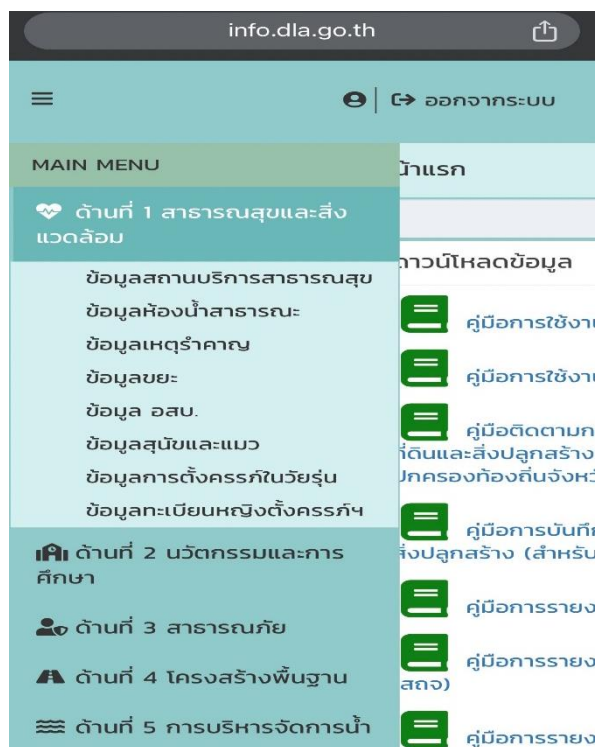 info.dla.go.th
ออกจากระบบ
MAIN MENU
ด้านที่ 1 สาธารณสุขและสิ่ง
แวดล้อม
ข้อมูลสถานบริการสาธารณสุข
ข้อมูลห้องน้ำสาธารณะ
ข้อมูลเหตุรำคาญ
ข้อมูลขยะ
ข้อมูล อสบ.
ข้อมูลสุนัขและแมว
ข้อมูลการตั้งครรภ์ในวัยรุ่น
ข้อมูลทะเบียนหญิงตั้งครรภ์ฯ
ด้านที่ 2 นวัตกรรมและการ
ศึกษา
ด้านที่ 3 สาธารณภัย
ด้านที่ 4 โครงสร้างพื้นฐาน
ด้านที่ 5 การบริหารจัดการน้ำ
น้าแรก
ดาวน์โหลดข้อมูล
คู่มือการใช้งา
คู่มือการใช้งา
คู่มือติดตามก
ที่ดินและสิ่งปลูกสร้าง
ปกครองท้องถิ่นจังห
คู่มือการบันทึ
สิ่งปลูกสร้าง (สำหรับ
คู่มือการรายง
คู่มือการรายง
สถจ)
คู่มือการรายง